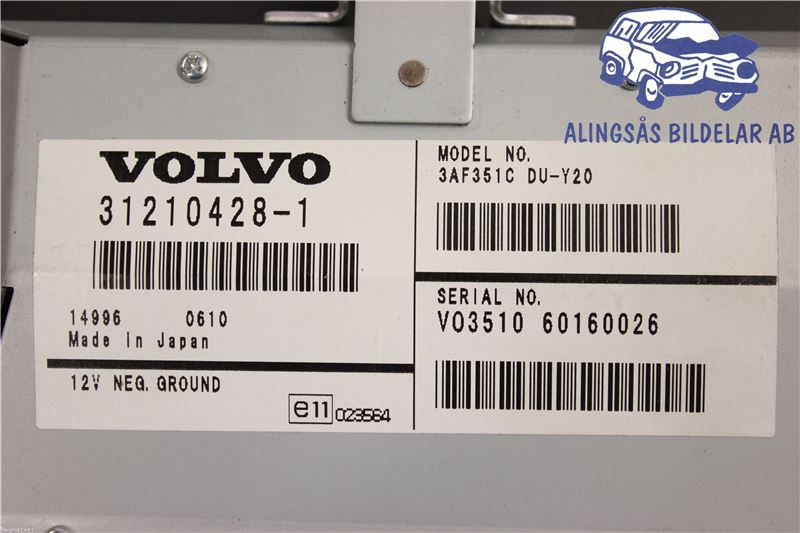 ALINGSÅS BILDELAR AB
VOLVO
31210428-1
14996 0610
Made In Japan
12V NEG. GROUND
e11 023564
MODEL NO.
3AF351C DU-Y20
SERIAL NO.
V03510 60160026